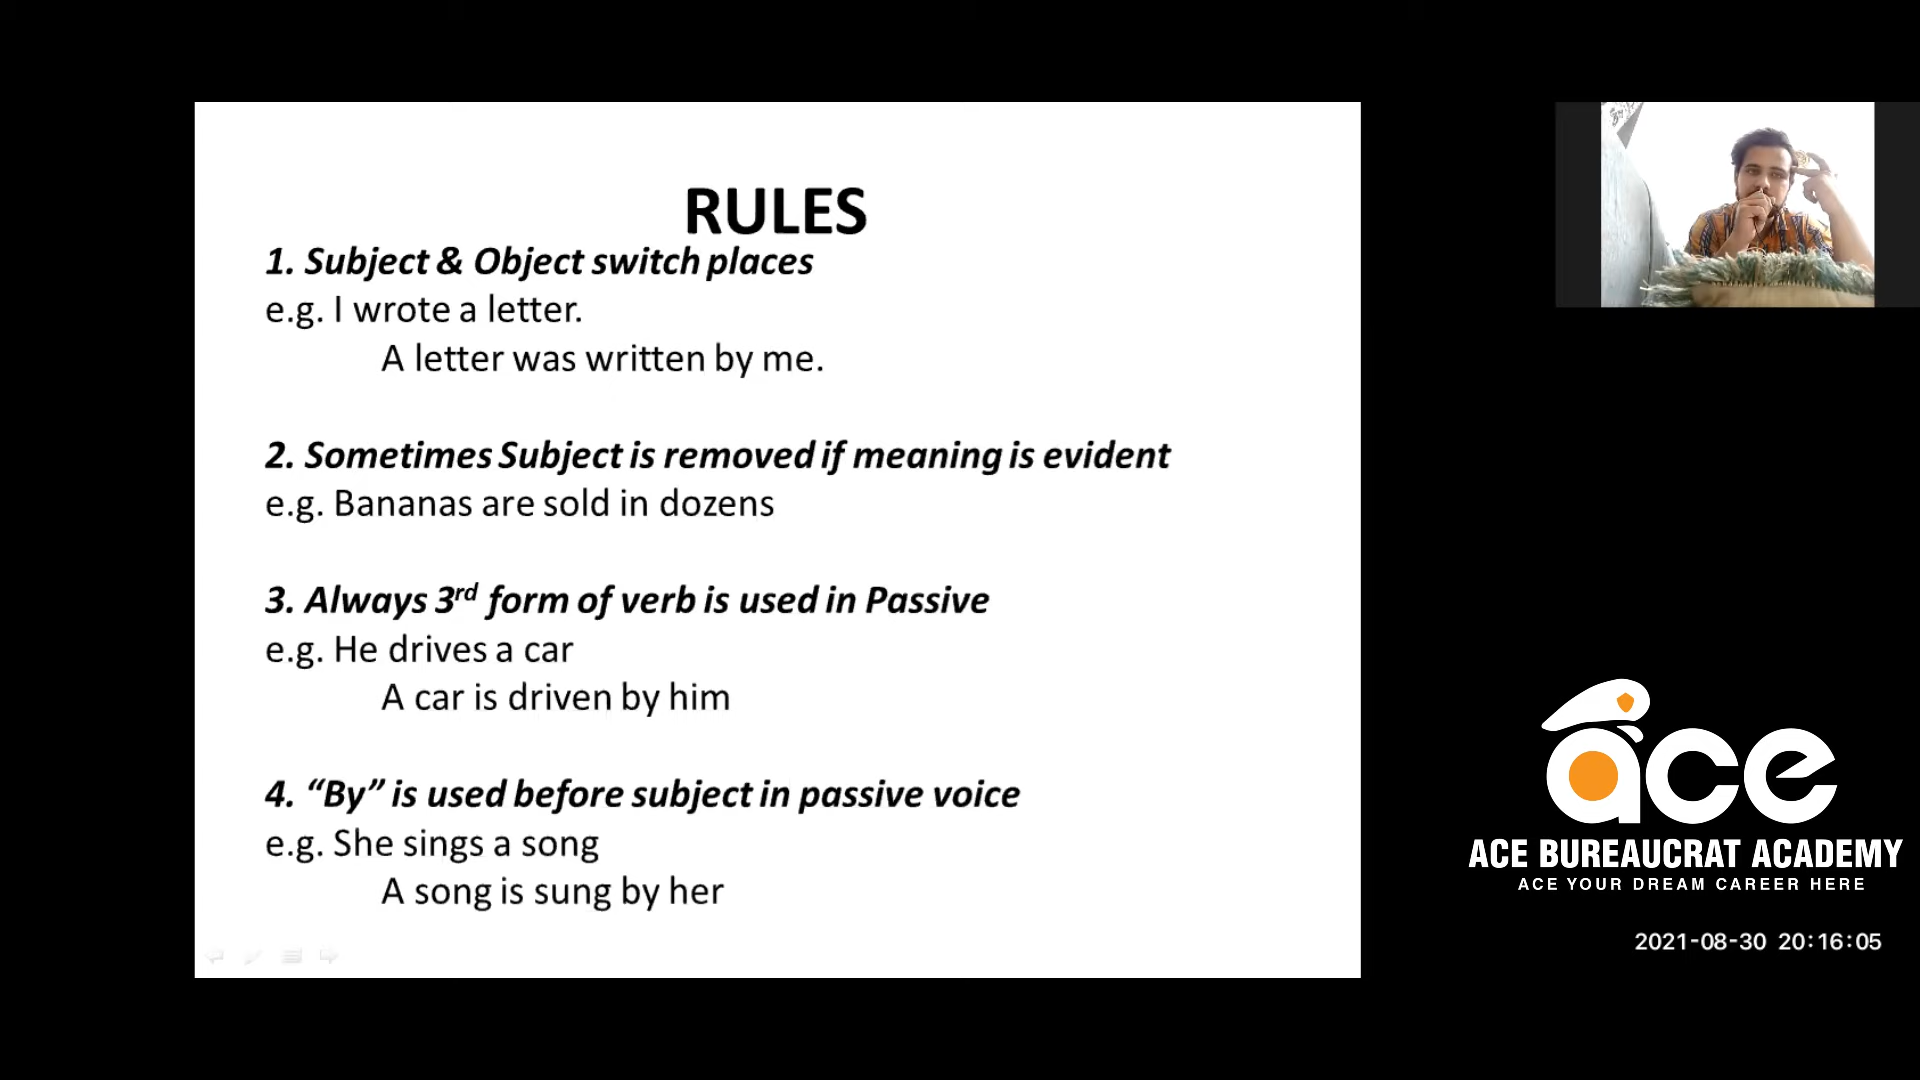 RULES
1. Subject & Object switch places
e.g. I wrote a letter.
A letter was written by me.
2. Sometimes Subject is removed if meaning is evident
e.g. Bananas are sold in dozens
3. Always 3rd form of verb is used in Passive
e.g. He drives a car
A car is driven by him
4. “By” is used before subject in passive voice
e.g. She sings a song
A song is sung by her
ace
ACE BUREAUCRAT ACADEMY
ACE YOUR DREAM CAREER HERE
2021-08-30 20:16:05